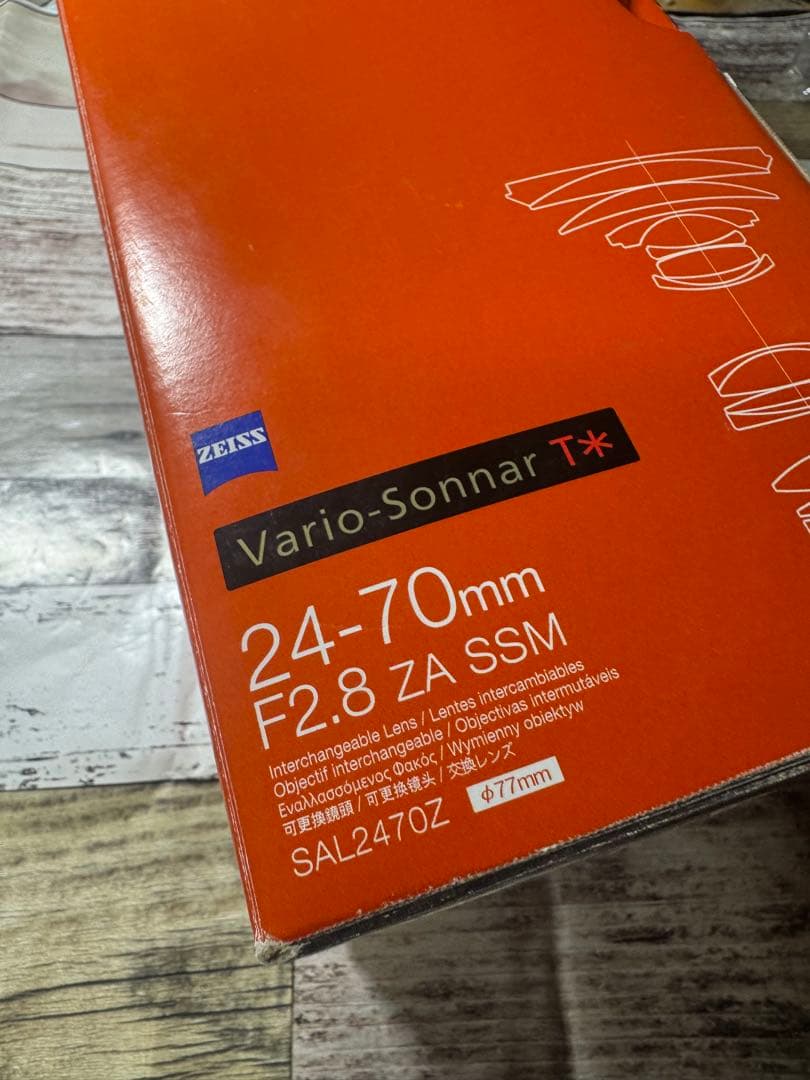 ZEISS
Vario-Sonnar T*
24-70mm
F2.8 ZA SSM
Interchangeable Lens / Lentes intercambiables
Objectif interchangeable / Objectivas intermutáveis
Εναλλασσόμενος Φακός / Wymienny obiektyw
可更換鏡頭 / 可更换镜头 / 交換レンズ
SAL2470Z φ77mm